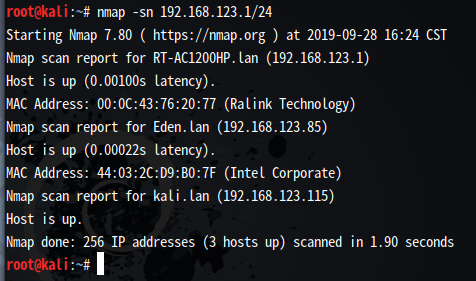 root@kali:~# nmap -sn 192.168.123.1/24
Starting Nmap 7.80 ( https://nmap.org ) at 2019-09-28 16:24 CST
Nmap scan report for RT-AC1200HP.lan (192.168.123.1)
Host is up (0.00100s latency).
MAC Address: 00:0C:43:76:20:77 (Ralink Technology)
Nmap scan report for Eden.lan (192.168.123.85)
Host is up (0.00022s latency).
MAC Address: 44:03:2C:D9:B0:7F (Intel Corporate)
Nmap scan report for kali.lan (192.168.123.115)
Host is up.
Nmap done: 256 IP addresses (3 hosts up) scanned in 1.90 seconds
root@kali:~#